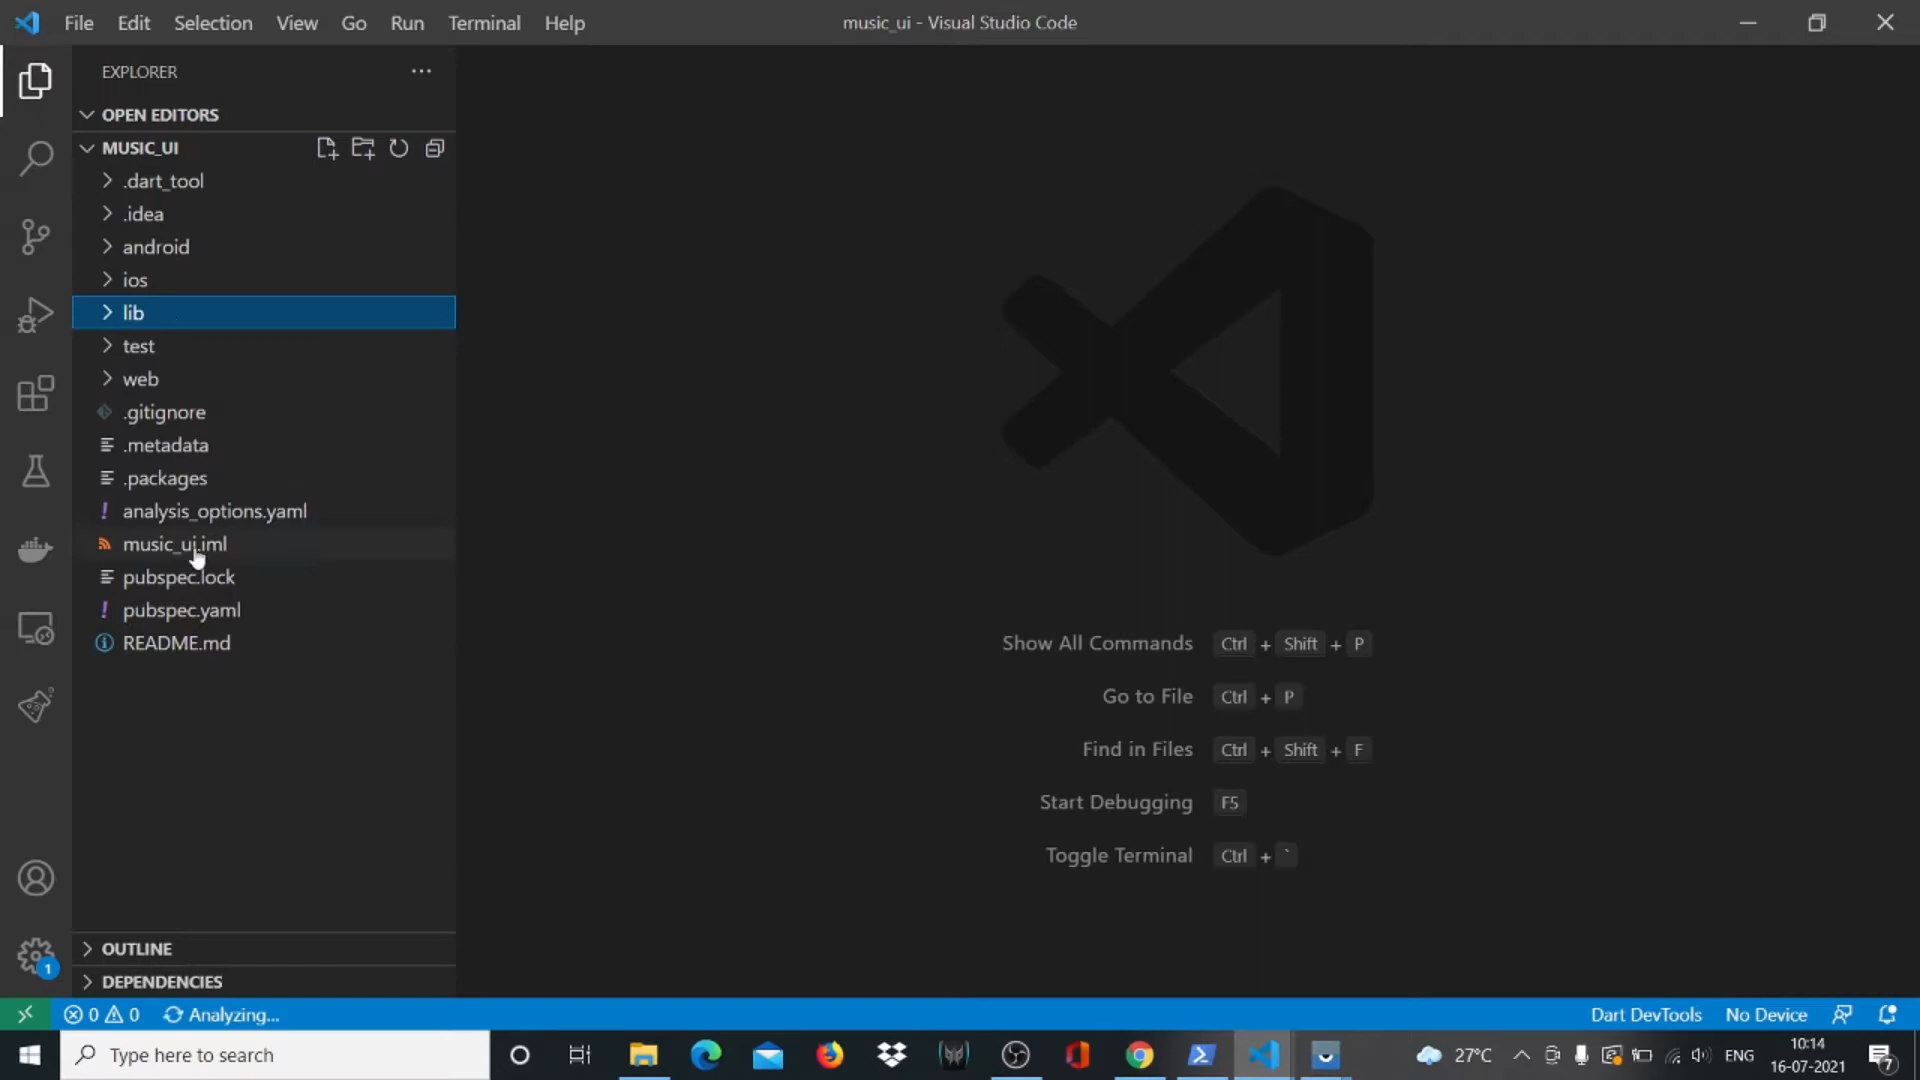 File Edit Selection View Go Run Terminal Help
music_ui - Visual Studio Code
EXPLORER
OPEN EDITORS
MUSIC_UI
.dart_tool
.idea
android
ios
lib
test
web
.gitignore
.metadata
.packages
analysis_options.yaml
music_ui.iml
pubspec.lock
pubspec.yaml
README.md
OUTLINE
DEPENDENCIES
Show All Commands Ctrl + Shift + P
Go to File Ctrl + P
Find in Files Ctrl + Shift + F
Start Debugging F5
Toggle Terminal Ctrl + `
1
0 0 Analyzing... Dart DevTools No Device
Type here to search
27°C ENG
10:14
16-07-2021
7